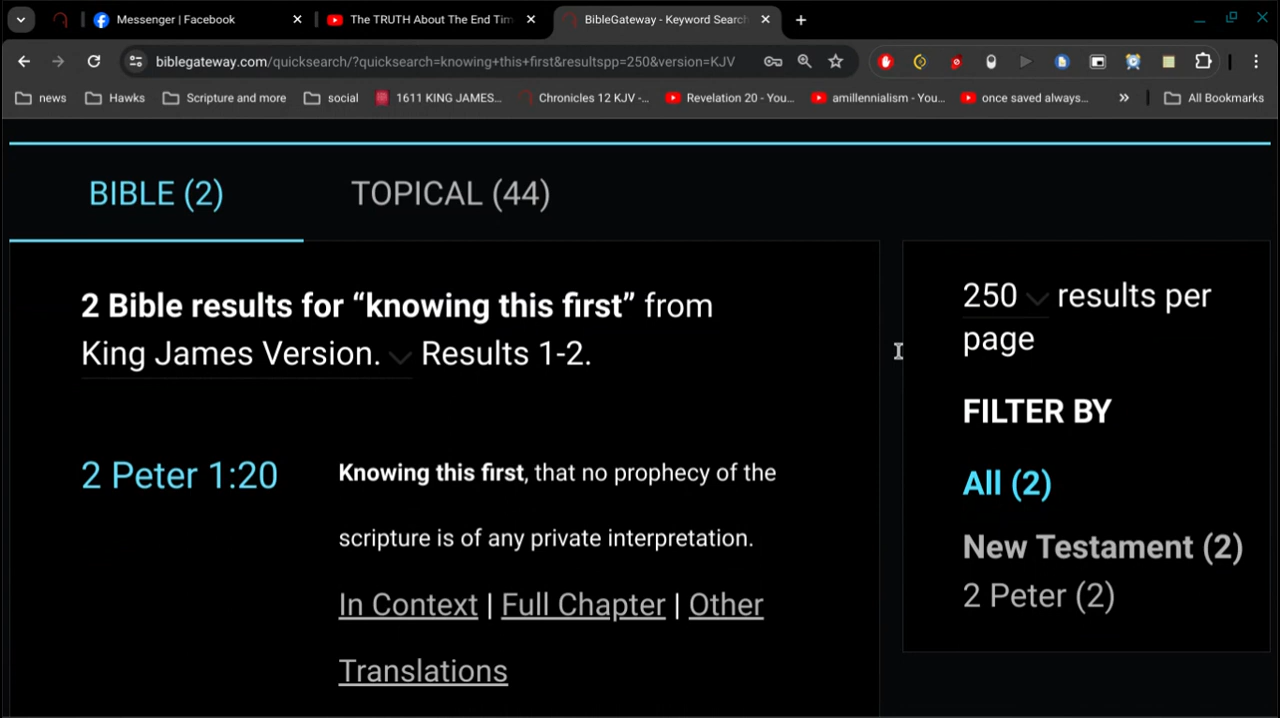 Messenger | Facebook
The TRUTH About The End Tim
BibleGateway - Keyword Search
biblegateway.com/quicksearch/?quicksearch=knowing+this+first&resultspp=250&version=KJV
news
Hawks
Scripture and more
social
1611 KING JAMES...
Chronicles 12 KJV -...
Revelation 20 - You...
amillennialism - You...
once saved always...
All Bookmarks
BIBLE (2)
TOPICAL (44)
2 Bible results for “knowing this first” from
King James Version. Results 1-2.
2 Peter 1:20
Knowing this first, that no prophecy of the
scripture is of any private interpretation.
In Context | Full Chapter | Other
Translations
250 results per
page
FILTER BY
All (2)
New Testament (2)
2 Peter (2)